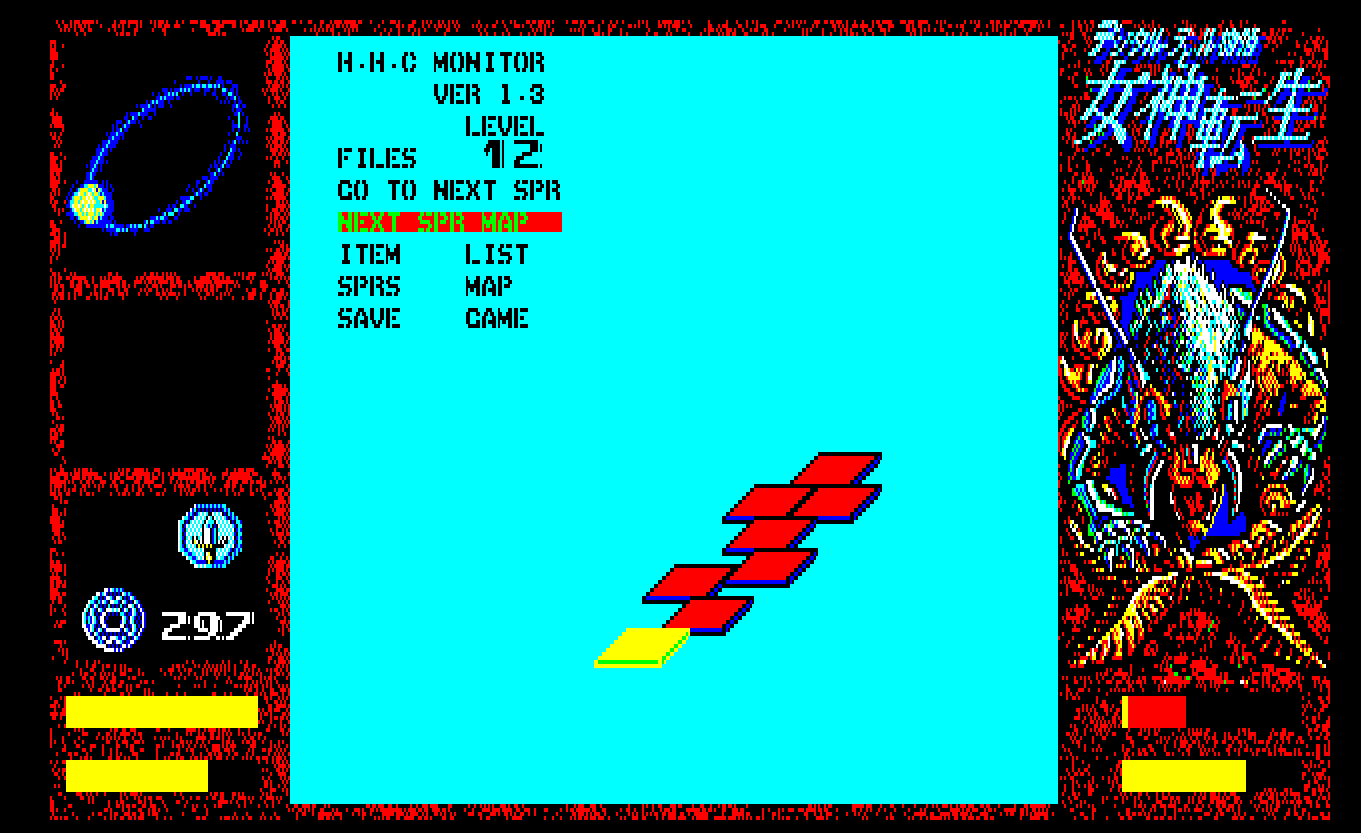 H.H.C MONITOR
VER 1.3
LEVEL
FILES 12
GO TO NEXT SPR
NEXT SPR MAP
ITEM LIST
SPRS MAP
SAVE GAME
297
女神転生